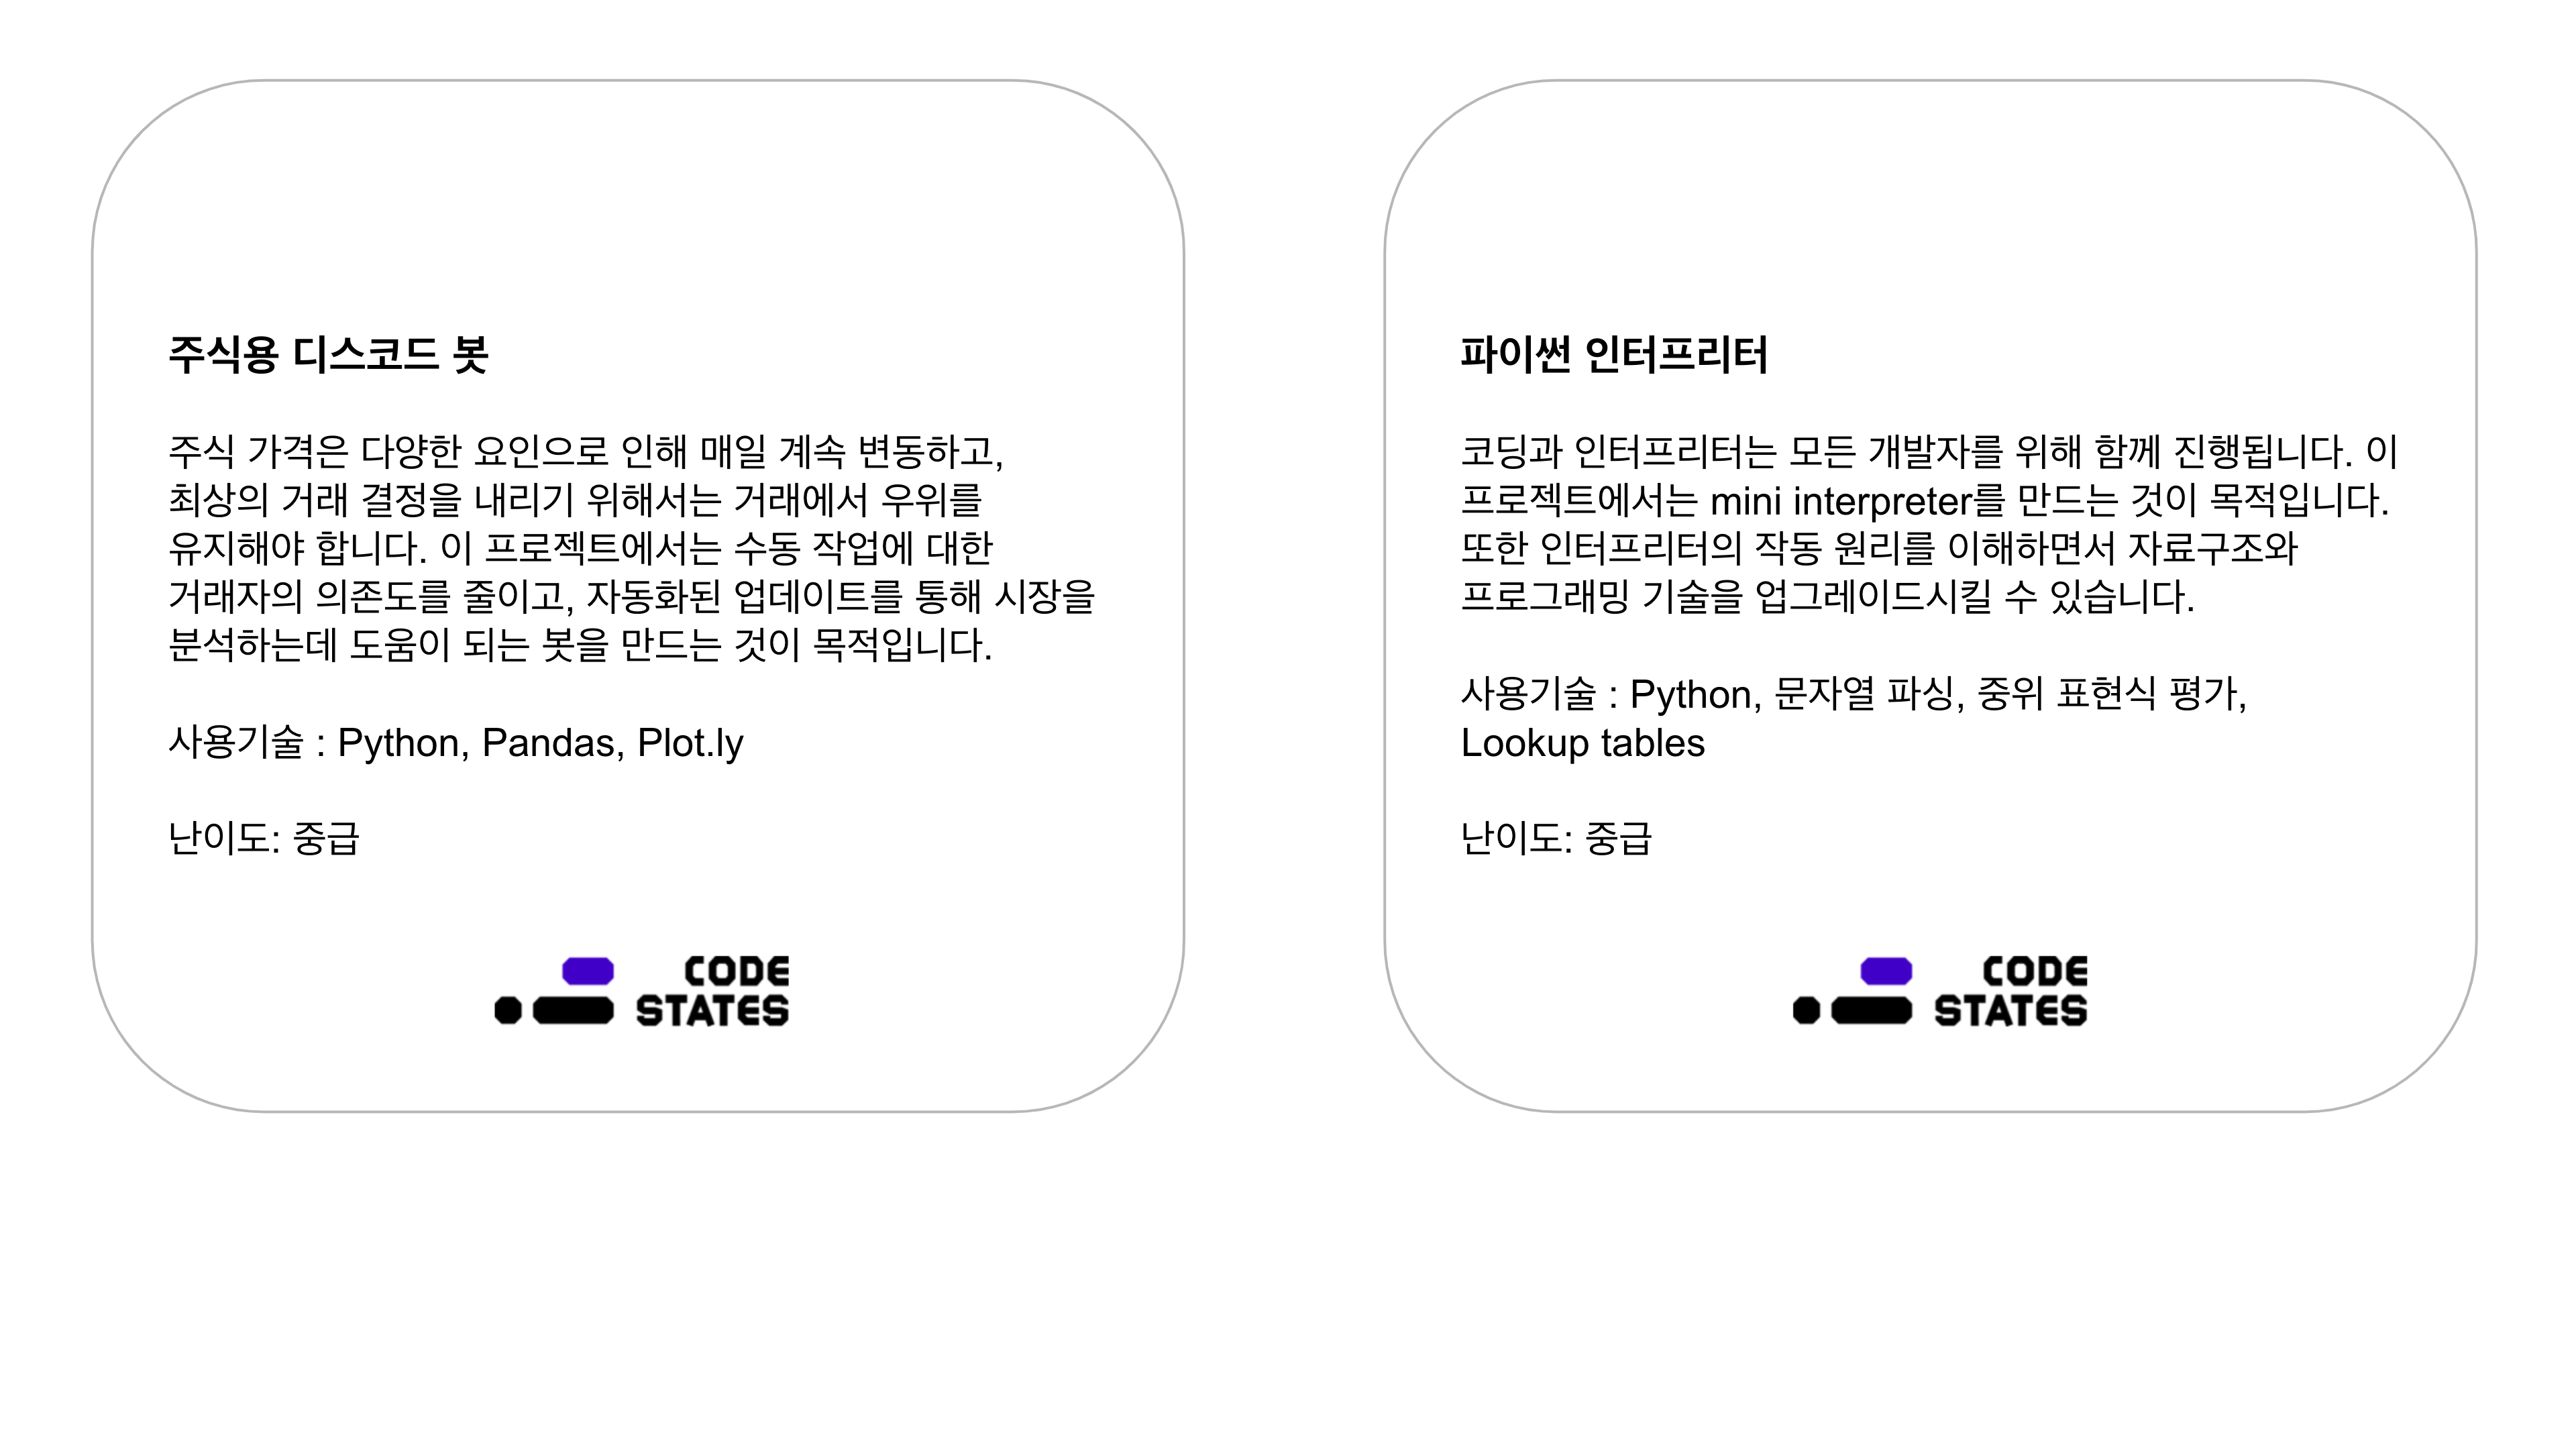 주식용 디스코드 봇
주식 가격은 다양한 요인으로 인해 매일 계속 변동하고,
최상의 거래 결정을 내리기 위해서는 거래에서 우위를
유지해야 합니다. 이 프로젝트에서는 수동 작업에 대한
거래자의 의존도를 줄이고, 자동화된 업데이트를 통해 시장을
분석하는데 도움이 되는 봇을 만드는 것이 목적입니다.
사용기술 : Python, Pandas, Plot.ly
난이도: 중급
CODE
STATES
파이썬 인터프리터
코딩과 인터프리터는 모든 개발자를 위해 함께 진행됩니다. 이
프로젝트에서는 mini interpreter를 만드는 것이 목적입니다.
또한 인터프리터의 작동 원리를 이해하면서 자료구조와
프로그래밍 기술을 업그레이드시킬 수 있습니다.
사용기술 : Python, 문자열 파싱, 중위 표현식 평가,
Lookup tables
난이도: 중급
CODE
STATES